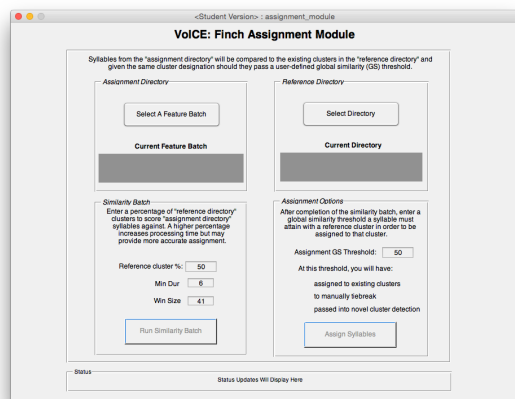 <Student Version> : assignment_module
VoICE: Finch Assignment Module
Syllables from the "assignment directory" will be compared to the existing clusters in the "reference directory" and
given the same cluster designation should they pass a user-defined global similarity (GS) threshold.
Assignment Directory
Select A Feature Batch
Current Feature Batch
Reference Directory
Select Directory
Current Directory
Similarity Batch
Enter a percentage of "reference directory"
clusters to score "assignment directory"
syllables against. A higher percentage
increases processing time but may
provide more accurate assignment.
Reference cluster %: 50
Min Dur 6
Win Size 41
Run Similarity Batch
Assignment Options
After completion of the similarity batch, enter a
global similarity threshold a syllable must
attain with a reference cluster in order to be
assigned to that cluster.
Assignment GS Threshold: 50
At this threshold, you will have:
assigned to existing clusters
to manually tiebreak
passed into novel cluster detection
Assign Syllables
Status
Status Updates Will Display Here